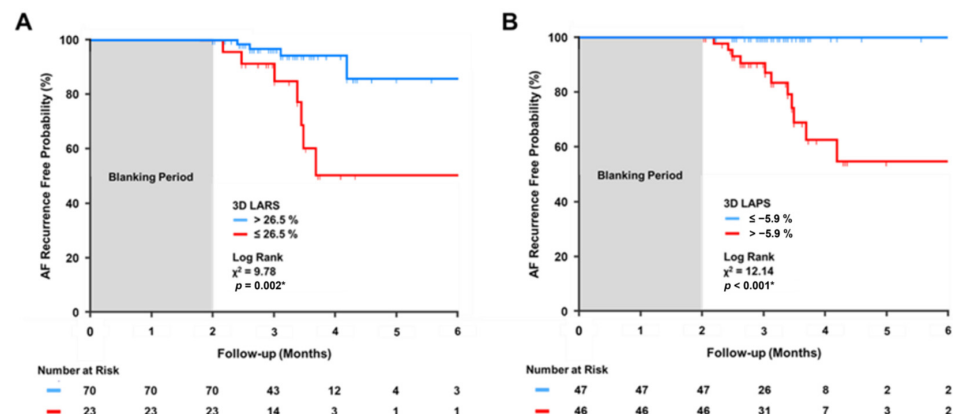 A
AF Recurrence Free Probability (%)
100
80
60
40
20
0
Blanking Period
3D LARS
> 26.5 %
≤ 26.5 %
Log Rank
χ² = 9.78
p = 0.002*
0 1 2 3 4 5 6
Follow-up (Months)
Number at Risk
70 70 70 43 12 4 3
23 23 23 14 3 1 1
B
AF Recurrence Free Probability (%)
100
80
60
40
20
0
Blanking Period
3D LAPS
≤ −5.9 %
> −5.9 %
Log Rank
χ² = 12.14
p < 0.001*
0 1 2 3 4 5 6
Follow-up (Months)
Number at Risk
47 47 47 26 8 2 2
46 46 46 31 7 3 2